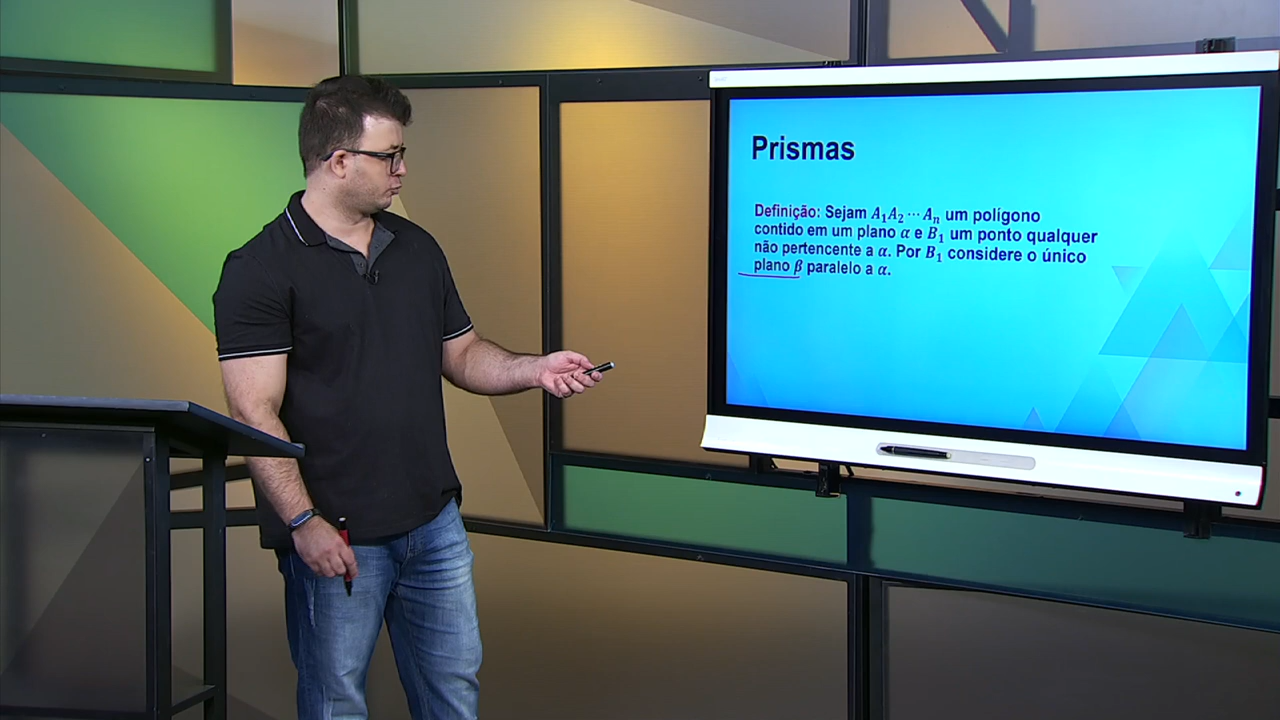 Prismas
Definição: Sejam A₁A₂ ⋯ Aₙ um polígono
contido em um plano α e B₁ um ponto qualquer
não pertencente a α. Por B₁ considere o único
plano β paralelo a α.